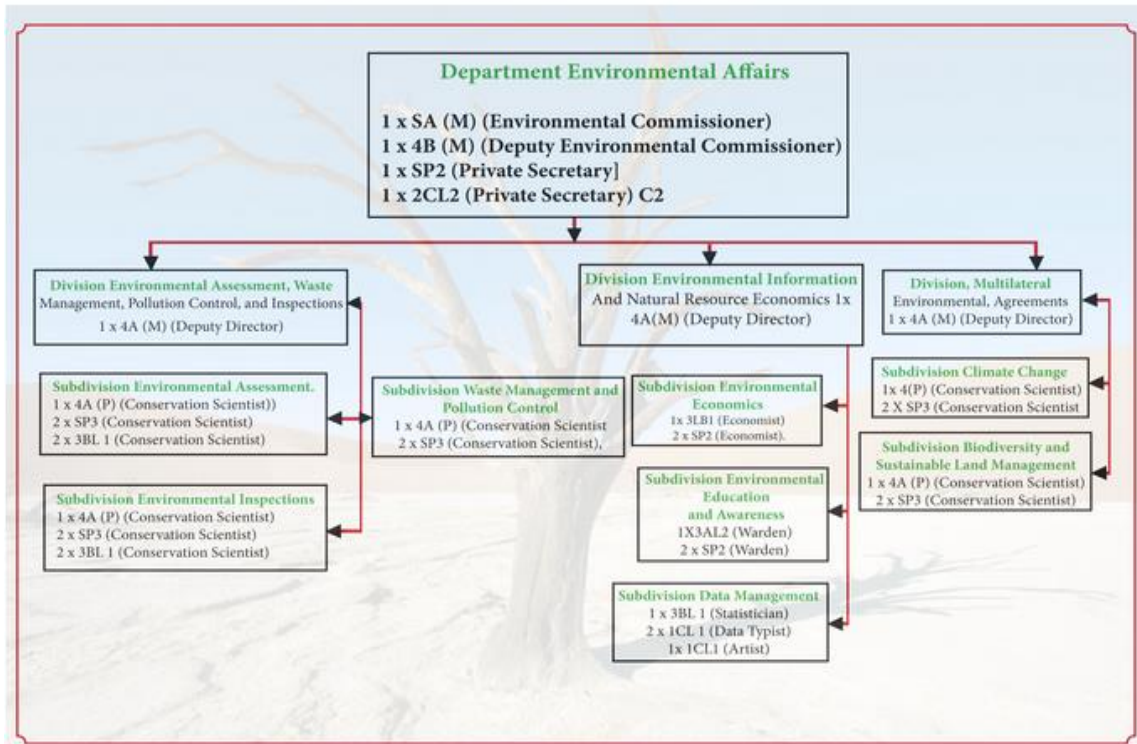 Department Environmental Affairs
1 x SA (M) (Environmental Commissioner)
1 x 4B (M) (Deputy Environmental Commissioner)
1 x SP2 (Private Secretary]
1 x 2CL2 (Private Secretary) C2
Division Environmental Assessment, Waste
Management, Pollution Control, and Inspections
1 x 4A (M) (Deputy Director)
Division Environmental Information
And Natural Resource Economics 1x
4A(M) (Deputy Director)
Division, Multilateral
Environmental, Agreements
1 x 4A (M) (Deputy Director)
Subdivision Environmental Assessment.
1 x 4A (P) (Conservation Scientist))
2 x SP3 (Conservation Scientist)
2 x 3BL 1 (Conservation Scientist)
Subdivision Waste Management and
Pollution Control
1 x 4A (P) (Conservation Scientist
2 x SP3 (Conservation Scientist),
Subdivision Environmental
Economics
1x 3LB1 (Economist)
2 x SP2 (Economist).
Subdivision Climate Change
1x 4(P) (Conservation Scientist)
2 X SP3 (Conservation Scientist
Subdivision Biodiversity and
Sustainable Land Management
1 x 4A (P) (Conservation Scientist)
2 x SP3 (Conservation Scientist)
Subdivision Environmental Inspections
1 x 4A (P) (Conservation Scientist)
2 x SP3 (Conservation Scientist)
2 x 3BL 1 (Conservation Scientist)
Subdivision Environmental
Education
and Awareness
1X3AL2 (Warden)
2 x SP2 (Warden)
Subdivision Data Management
1 x 3BL 1 (Statistician)
2 x 1CL 1 (Data Typist)
1x 1CL1 (Artist)